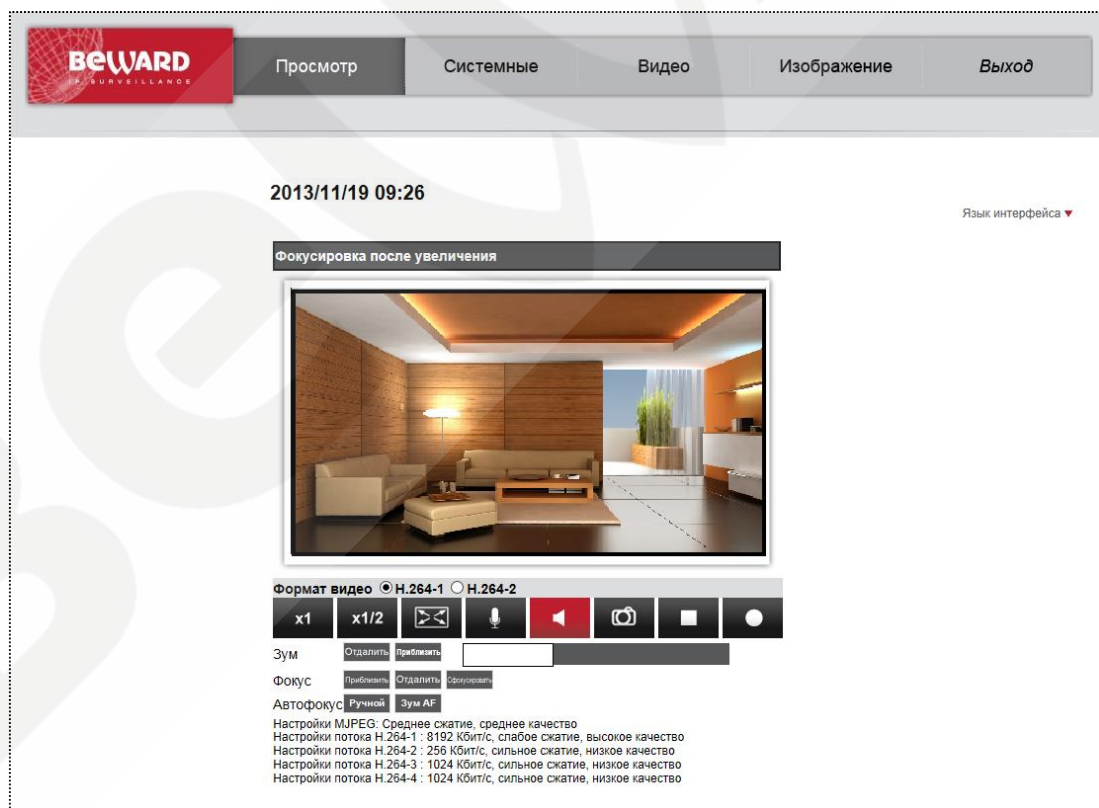 BEWARD
IP SURVEILLANCE
Просмотр
Системные
Видео
Изображение
Выход
2013/11/19 09:26
Язык интерфейса
Фокусировка после увеличения
Формат видео H.264-1 H.264-2
x1 x1/2
Зум Отдалить Приблизить
Фокус Приблизить Отдалить Сфокусировать
Автофокус Ручной Зум AF
Настройки MJPEG: Среднее сжатие, среднее качество
Настройки потока H.264-1 : 8192 Кбит/с, слабое сжатие, высокое качество
Настройки потока H.264-2 : 256 Кбит/с, сильное сжатие, низкое качество
Настройки потока H.264-3 : 1024 Кбит/с, сильное сжатие, низкое качество
Настройки потока H.264-4 : 1024 Кбит/с, сильное сжатие, низкое качество